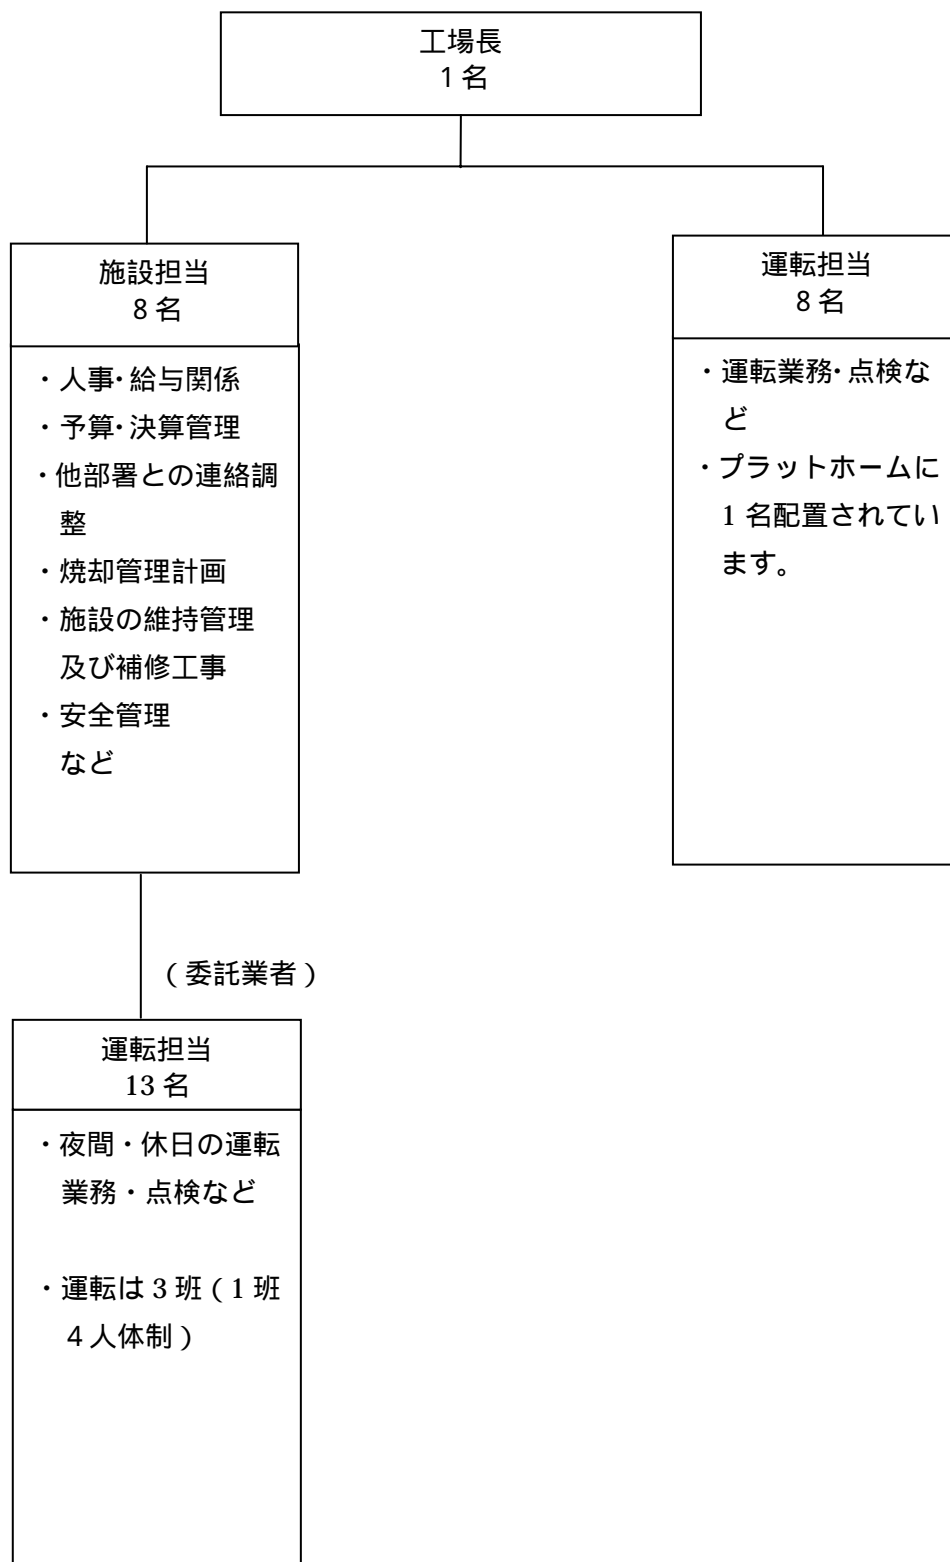 工場長
1名
施設担当
8名
・人事・給与関係
・予算・決算管理
・他部署との連絡調
整
・焼却管理計画
・施設の維持管理
及び補修工事
・安全管理
など
運転担当
8名
・運転業務・点検な
ど
・プラットホームに
1名配置されてい
ます。
（委託業者）
運転担当
13名
・夜間・休日の運転
業務・点検など
・運転は3班（1班
4人体制）